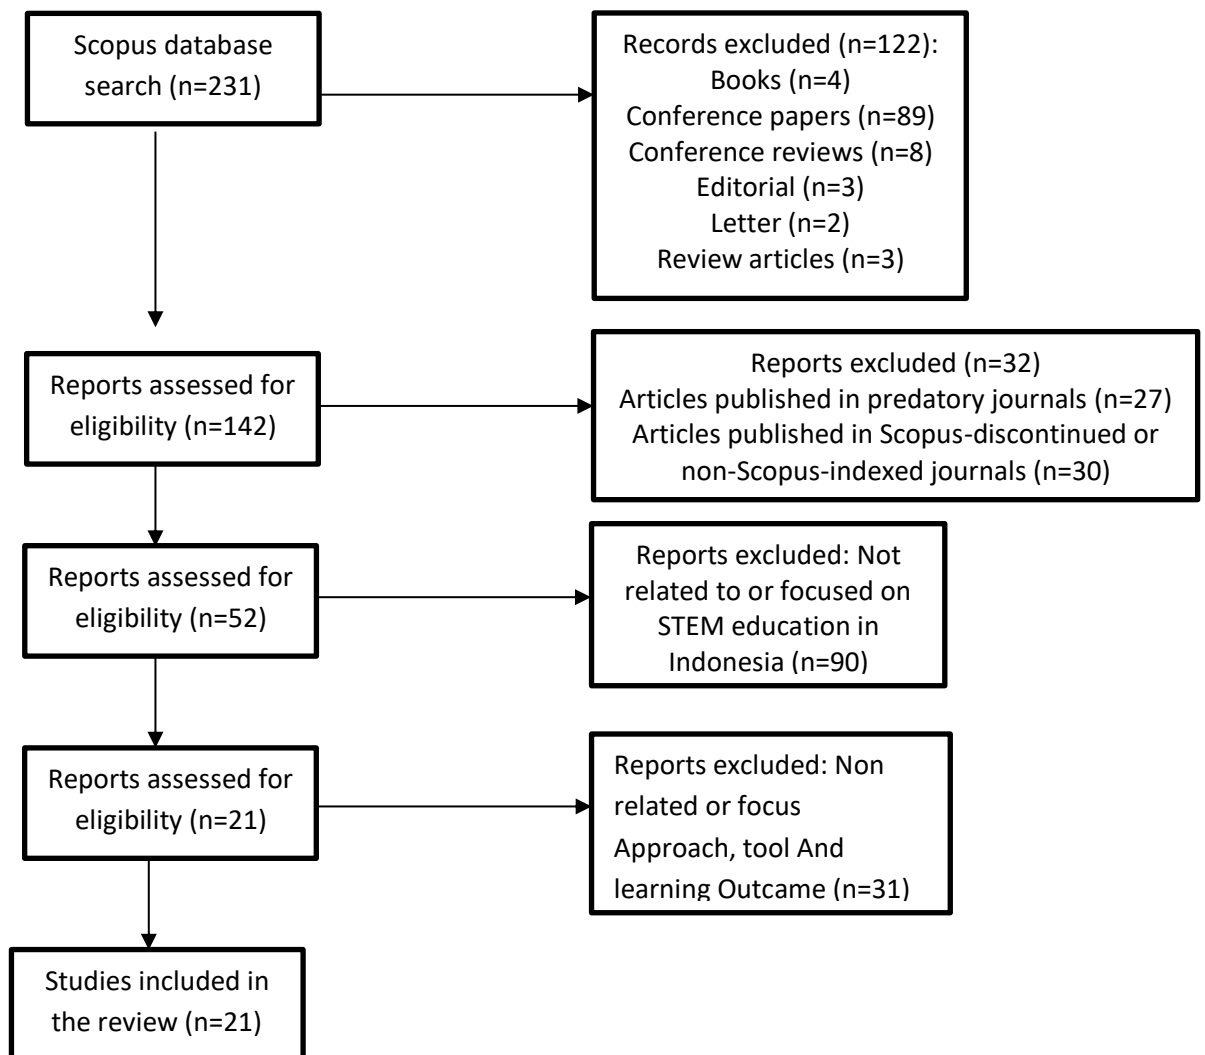 Scopus database
search (n=231)
Records excluded (n=122):
Books (n=4)
Conference papers (n=89)
Conference reviews (n=8)
Editorial (n=3)
Letter (n=2)
Review articles (n=3)
Reports assessed for
eligibility (n=142)
Reports excluded (n=32)
Articles published in predatory journals (n=27)
Articles published in Scopus-discontinued or
non-Scopus-indexed journals (n=30)
Reports assessed for
eligibility (n=52)
Reports excluded: Not
related to or focused on
STEM education in
Indonesia (n=90)
Reports assessed for
eligibility (n=21)
Reports excluded: Non
related or focus
Approach, tool And
learning Outcame (n=31)
Studies included in
the review (n=21)